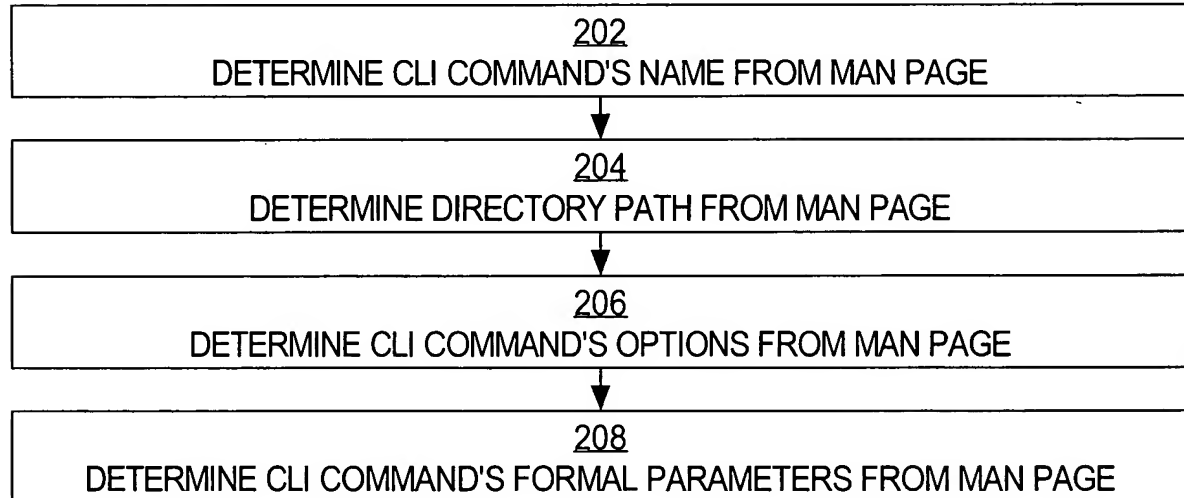 202
DETERMINE CLI COMMAND'S NAME FROM MAN PAGE
204
DETERMINE DIRECTORY PATH FROM MAN PAGE
206
DETERMINE CLI COMMAND'S OPTIONS FROM MAN PAGE
208
DETERMINE CLI COMMAND'S FORMAL PARAMETERS FROM MAN PAGE